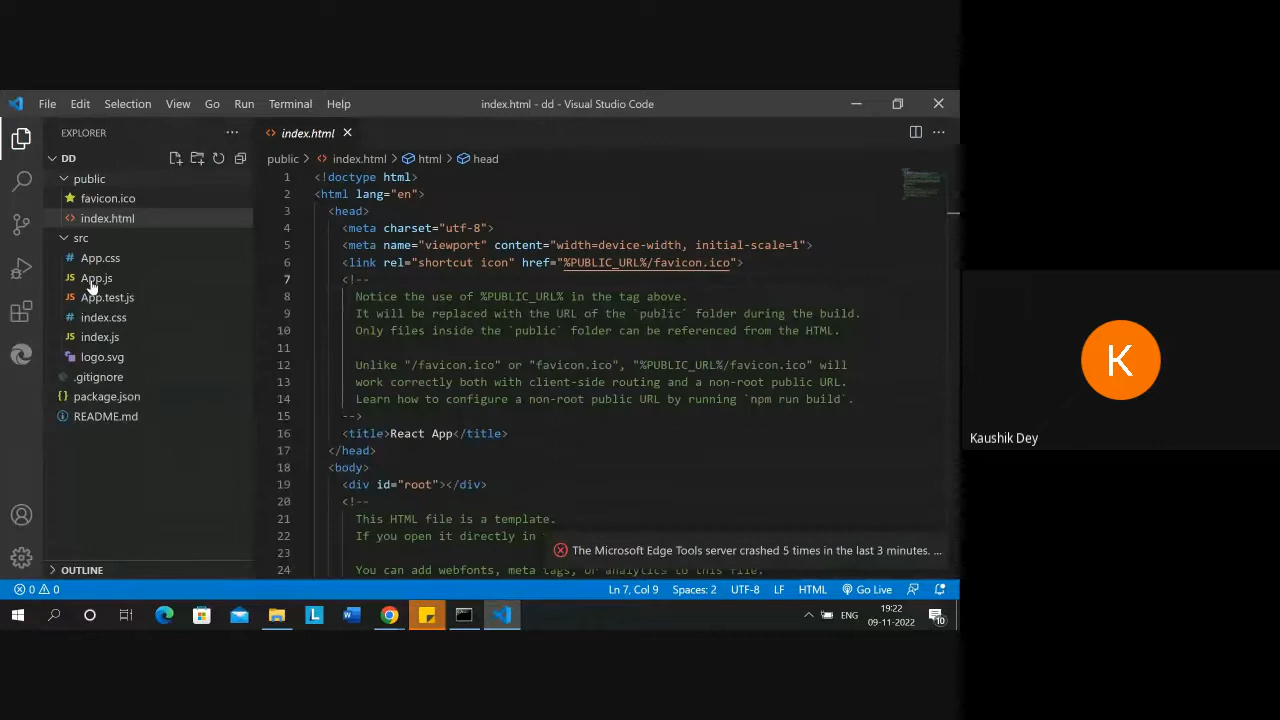 File Edit Selection View Go Run Terminal Help
index.html - dd - Visual Studio Code
EXPLORER
DD
public
favicon.ico
index.html
src
App.css
App.js
App.test.js
index.css
index.js
logo.svg
.gitignore
package.json
README.md
OUTLINE
index.html
public > index.html > html > head
1 <!doctype html>
2 <html lang="en">
3 <head>
4 <meta charset="utf-8">
5 <meta name="viewport" content="width=device-width, initial-scale=1">
6 <link rel="shortcut icon" href="%PUBLIC_URL%/favicon.ico">
7 <!--
8 Notice the use of %PUBLIC_URL% in the tag above.
9 It will be replaced with the URL of the `public` folder during the build.
10 Only files inside the `public` folder can be referenced from the HTML.
11
12 Unlike "/favicon.ico" or "favicon.ico", "%PUBLIC_URL%/favicon.ico" will
13 work correctly both with client-side routing and a non-root public URL.
14 Learn how to configure a non-root public URL by running `npm run build`.
15 -->
16 <title>React App</title>
17 </head>
18 <body>
19 <div id="root"></div>
20 <!--
21 This HTML file is a template.
22 If you open it directly in
23
24 You can add webfonts, meta tags, or analytics to this file.
The Microsoft Edge Tools server crashed 5 times in the last 3 minutes. ...
0 0
Ln 7, Col 9 Spaces: 2 UTF-8 LF HTML Go Live
L W ENG
19:22
09-11-2022
10
K
Kaushik Dey